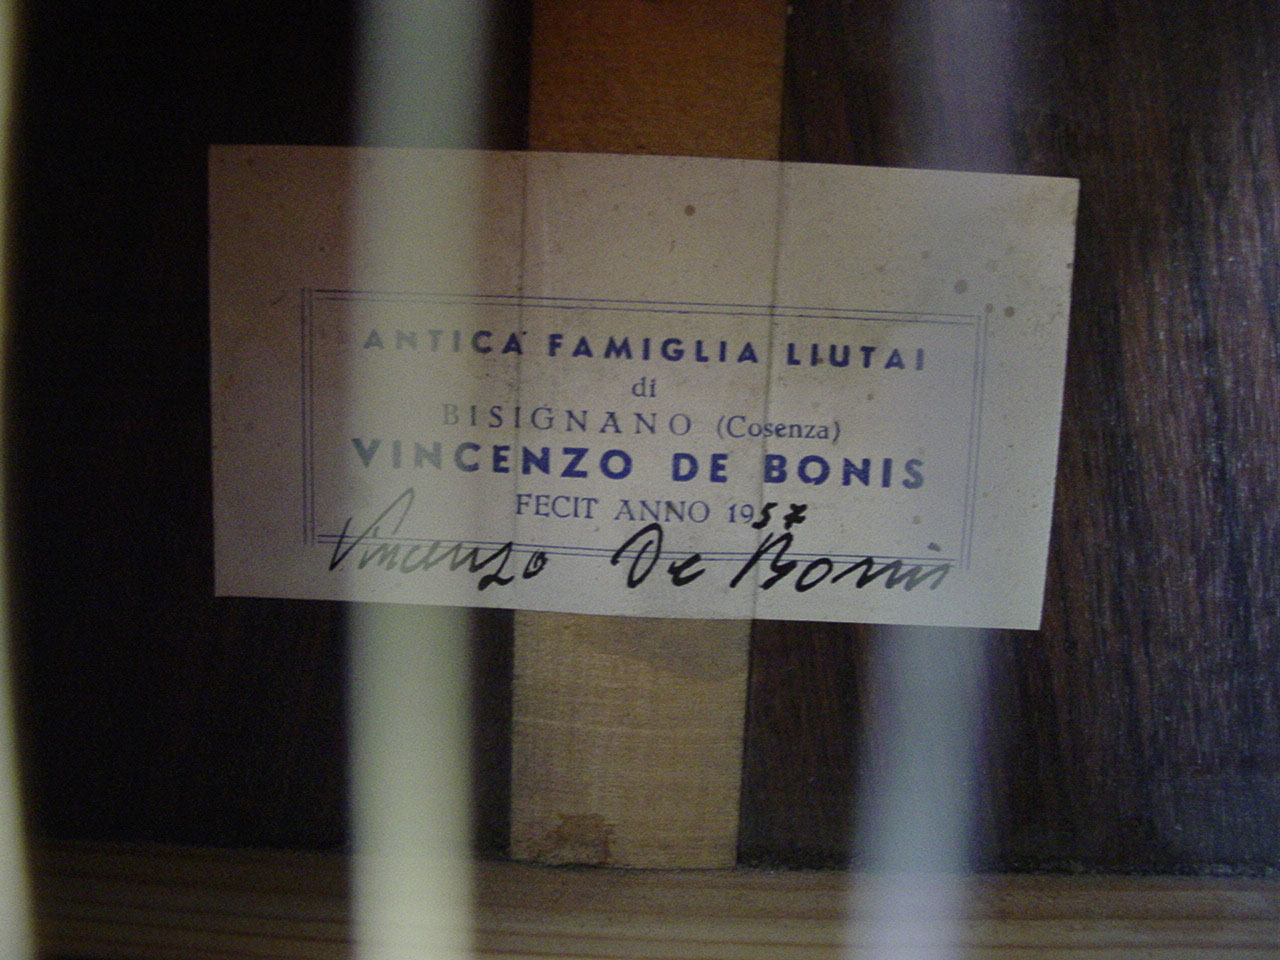 ANTICA FAMIGLIA LIUTAI
di
BISIGNANO (Cosenza)
VINCENZO DE BONIS
FECIT ANNO 1957
Vincenzo De Bonis